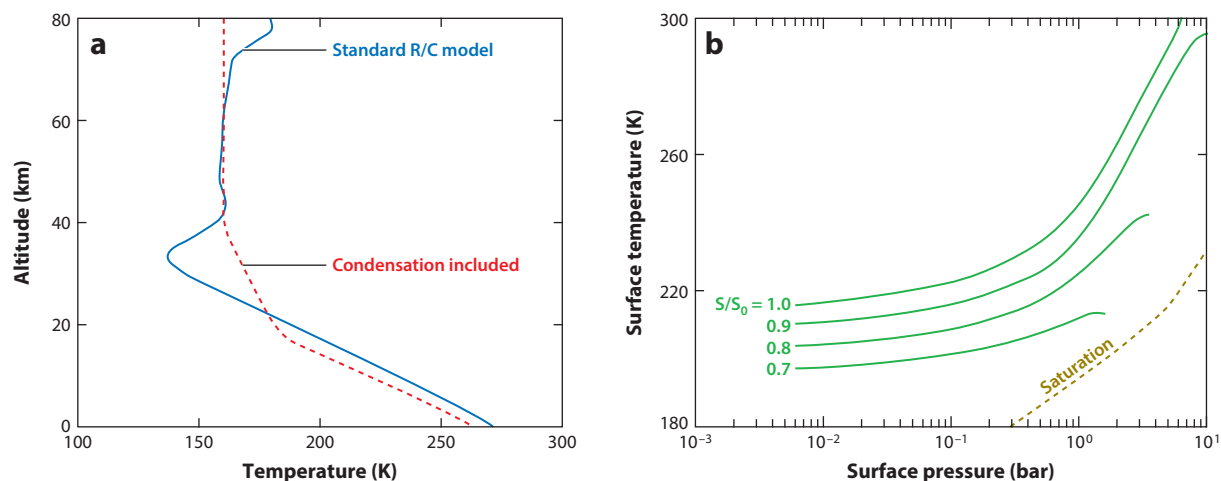 a
80
60
40
20
0
Altitude (km)
100
150
200
250
300
Temperature (K)
Standard R/C model
Condensation included
b
300
260
220
180
Surface temperature (K)
10⁻³
10⁻²
10⁻¹
10⁰
10¹
Surface pressure (bar)
S/S₀ = 1.0
0.9
0.8
0.7
Saturation